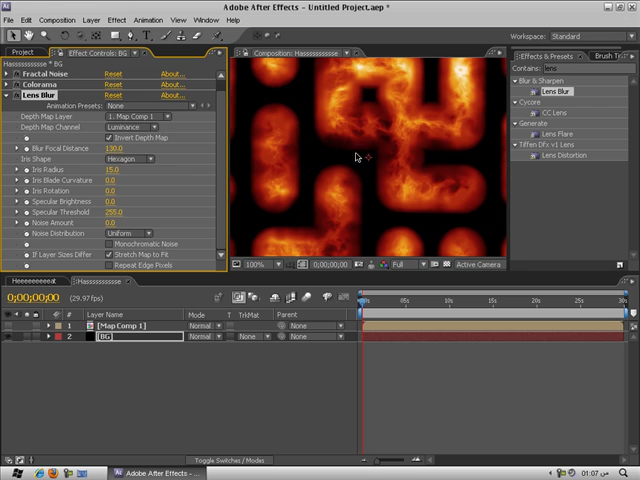 Adobe After Effects - Untitled Project.aep *
File Edit Composition Layer Effect Animation View Window Help
Workspace: Standard
Project Effect Controls: BG
Hasssssssssssse * BG
Fractal Noise Reset About...
Colorama Reset About...
Lens Blur Reset About...
Animation Presets: None
Depth Map Layer 1. Map Comp 1
Depth Map Channel Luminance
Invert Depth Map
Blur Focal Distance 130.0
Iris Shape Hexagon
Iris Radius 15.0
Iris Blade Curvature 0.0
Iris Rotation 0.0
Specular Brightness 0.0
Specular Threshold 255.0
Noise Amount 0.0
Noise Distribution Uniform
Monochromatic Noise
If Layer Sizes Differ Stretch Map to Fit
Repeat Edge Pixels
100% 0;00;00;00 Full Active Camera
Effects & Presets Brush Tr
Contains: lens
Blur & Sharpen
Lens Blur
Cycore
CC Lens
Generate
Lens Flare
Tiffen DFx v1 Lens
Lens Distortion
0;00;00;00 (29.97 fps)
05s 10s 15s 20s 25s 30s
# Layer Name Mode T TrkMat Parent
1 [Map Comp 1] Normal None
2 [BG] Normal None None
Toggle Switches / Modes
Start
Adobe After Effects - ...
01:07 ص